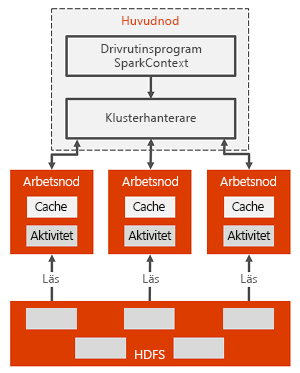 Huvudnod
Drivrutinsprogram
SparkContext
Klusterhanterare
Arbetsnod
Cache
Aktivitet
Arbetsnod
Cache
Aktivitet
Arbetsnod
Cache
Aktivitet
Läs
Läs
Läs
HDFS